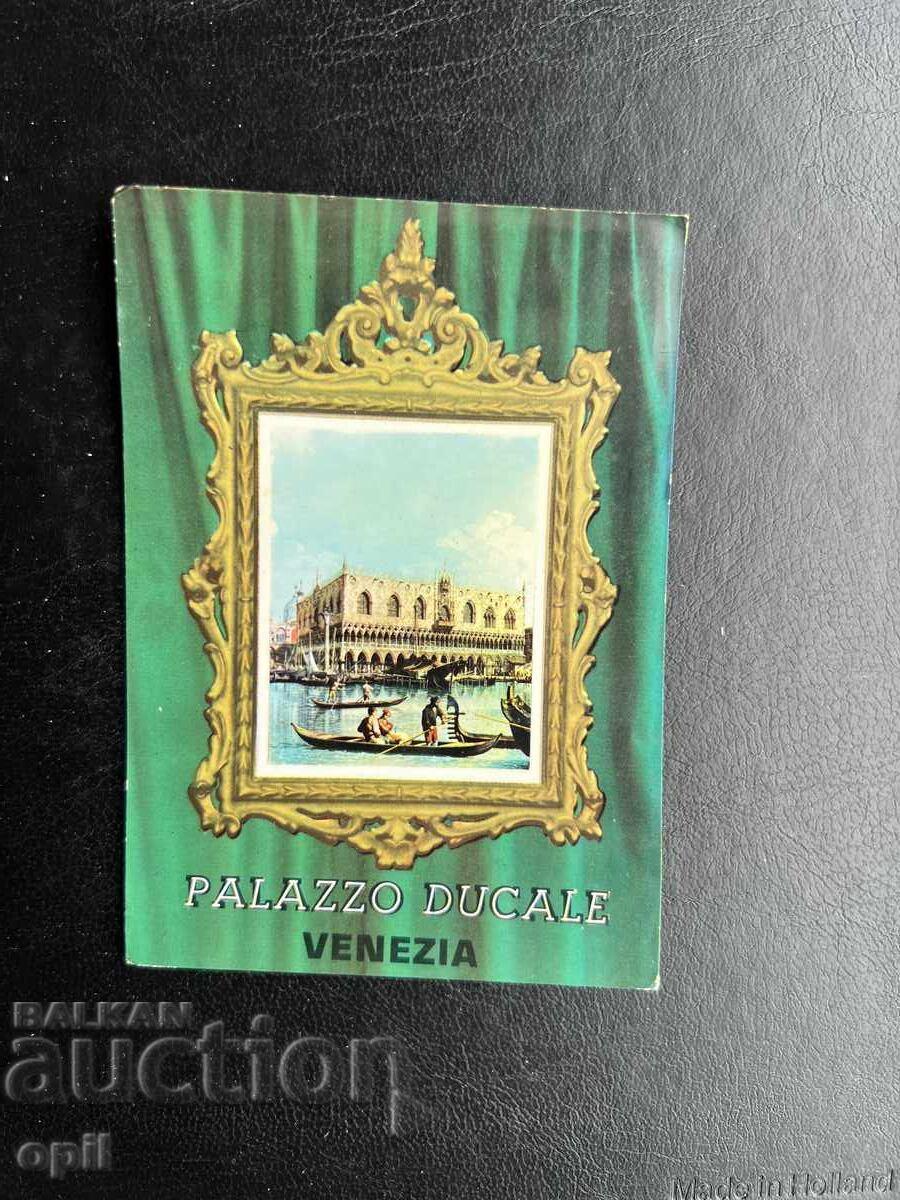 PALAZZO DUCALE
VENEZIA
BALKAN
auction
opil
Made in Holland